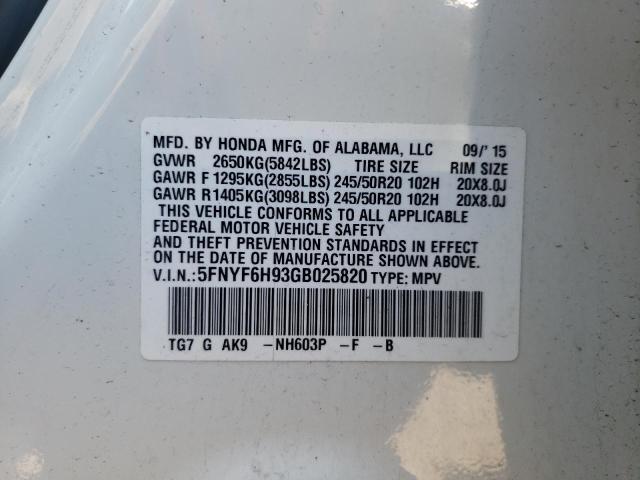 MFD. BY HONDA MFG. OF ALABAMA, LLC 09/'15
GVWR 2650KG(5842LBS) TIRE SIZE RIM SIZE
GAWR F1295KG(2855LBS) 245/50R20 102H 20X8.0J
GAWR R1405KG(3098LBS) 245/50R20 102H 20X8.0J
THIS VEHICLE CONFORMS TO ALL APPLICABLE
FEDERAL MOTOR VEHICLE SAFETY
AND THEFT PREVENTION STANDARDS IN EFFECT
ON THE DATE OF MANUFACTURE SHOWN ABOVE.
V.I.N.:5FNYF6H93GB025820 TYPE: MPV
TG7 G AK9 -NH603P -F -B